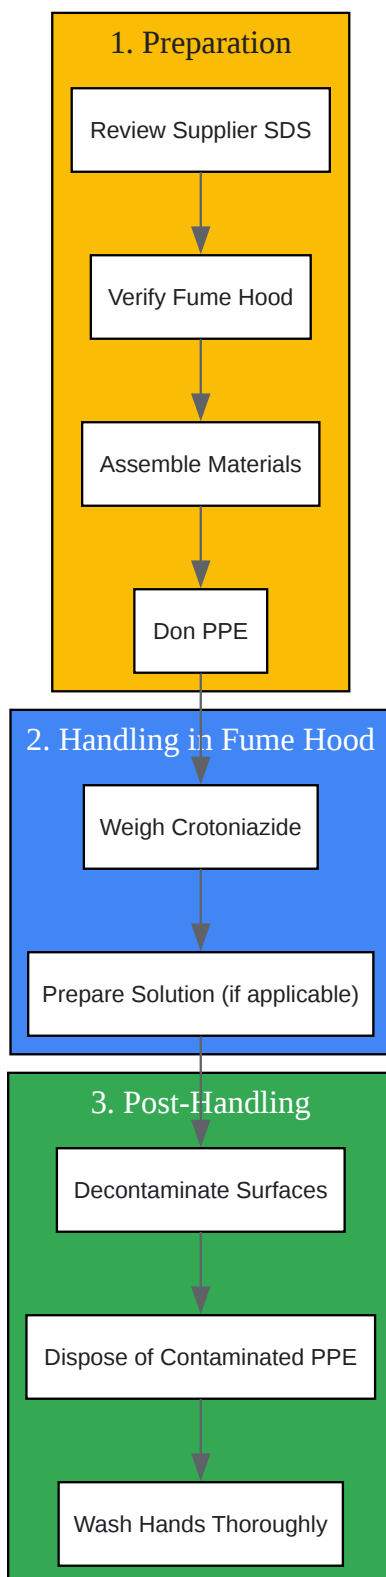 1. Preparation
Review Supplier SDS
Verify Fume Hood
Assemble Materials
Don PPE
2. Handling in Fume Hood
Weigh Crotoniazide
Prepare Solution (if applicable)
3. Post-Handling
Decontaminate Surfaces
Dispose of Contaminated PPE
Wash Hands Thoroughly